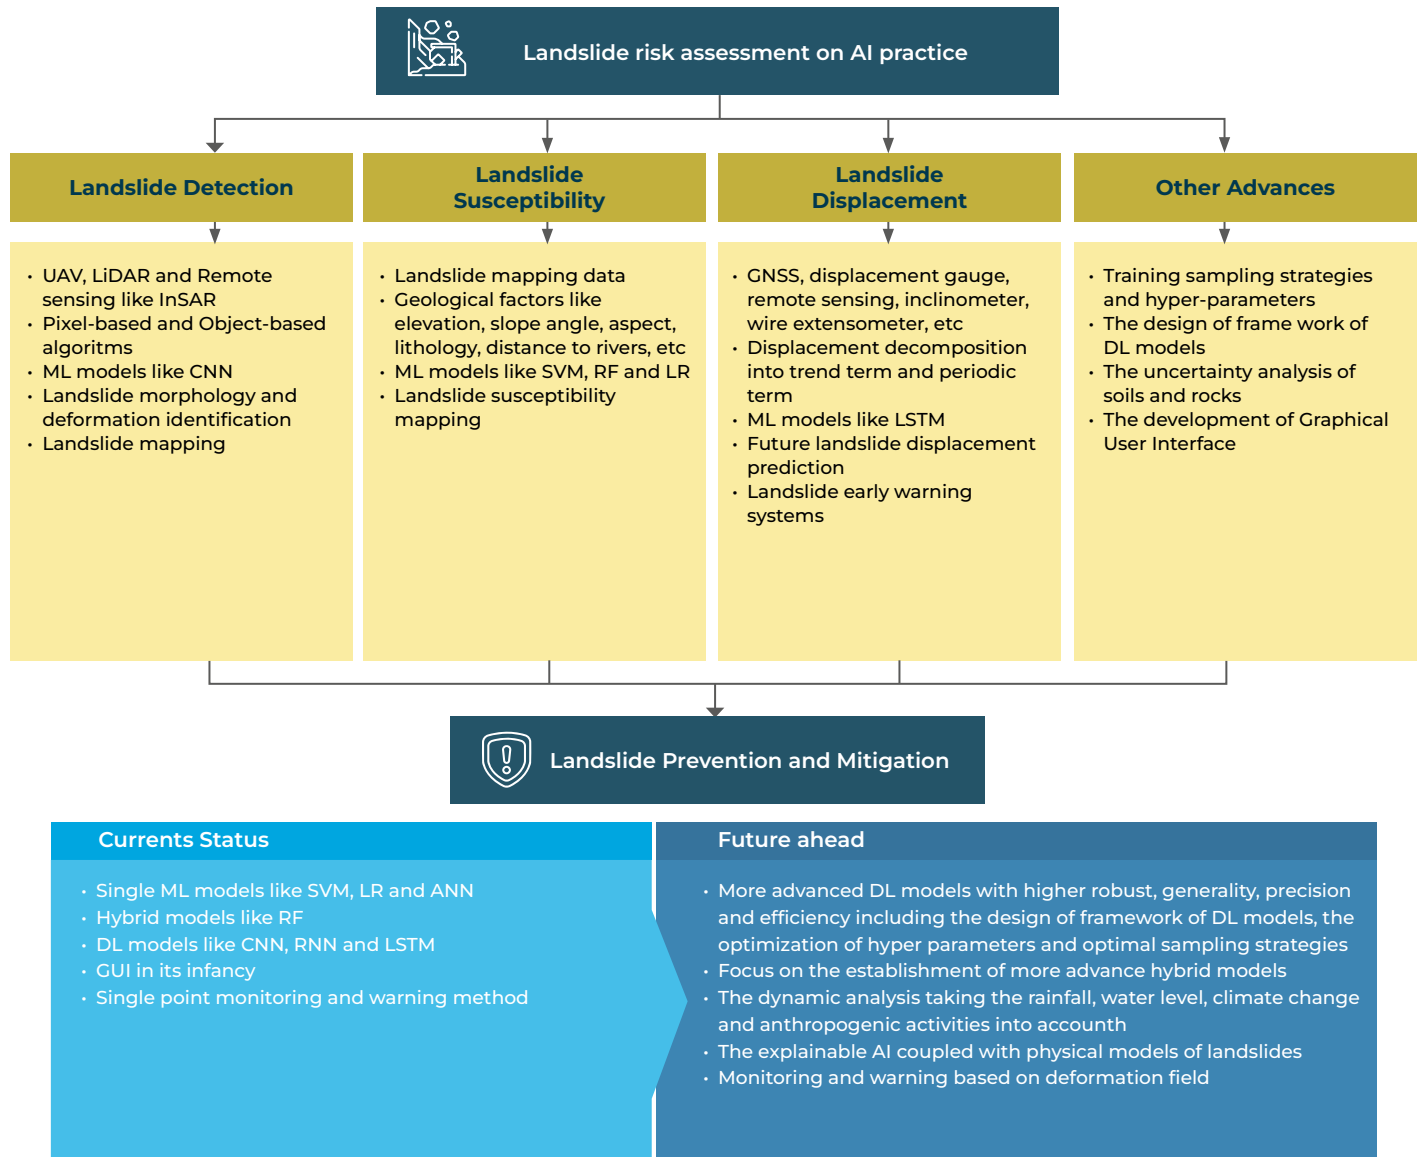 Landslide risk assessment on AI practice
Landslide Detection
• UAV, LiDAR and Remote
sensing like InSAR
• Pixel-based and Object-based
algoritms
• ML models like CNN
• Landslide morphology and
deformation identification
• Landslide mapping
Landslide
Susceptibility
• Landslide mapping data
• Geological factors like
elevation, slope angle, aspect,
lithology, distance to rivers, etc
• ML models like SVM, RF and LR
• Landslide susceptibility
mapping
Landslide
Displacement
• GNSS, displacement gauge,
remote sensing, inclinometer,
wire extensometer, etc
• Displacement decomposition
into trend term and periodic
term
• ML models like LSTM
• Future landslide displacement
prediction
• Landslide early warning
systems
Other Advances
• Training sampling strategies
and hyper-parameters
• The design of frame work of
DL models
• The uncertainty analysis of
soils and rocks
• The development of Graphical
User Interface
Landslide Prevention and Mitigation
Currents Status
• Single ML models like SVM, LR and ANN
• Hybrid models like RF
• DL models like CNN, RNN and LSTM
• GUI in its infancy
• Single point monitoring and warning method
Future ahead
• More advanced DL models with higher robust, generality, precision
and efficiency including the design of framework of DL models, the
optimization of hyper parameters and optimal sampling strategies
• Focus on the establishment of more advance hybrid models
• The dynamic analysis taking the rainfall, water level, climate change
and anthropogenic activities into accounth
• The explainable AI coupled with physical models of landslides
• Monitoring and warning based on deformation field